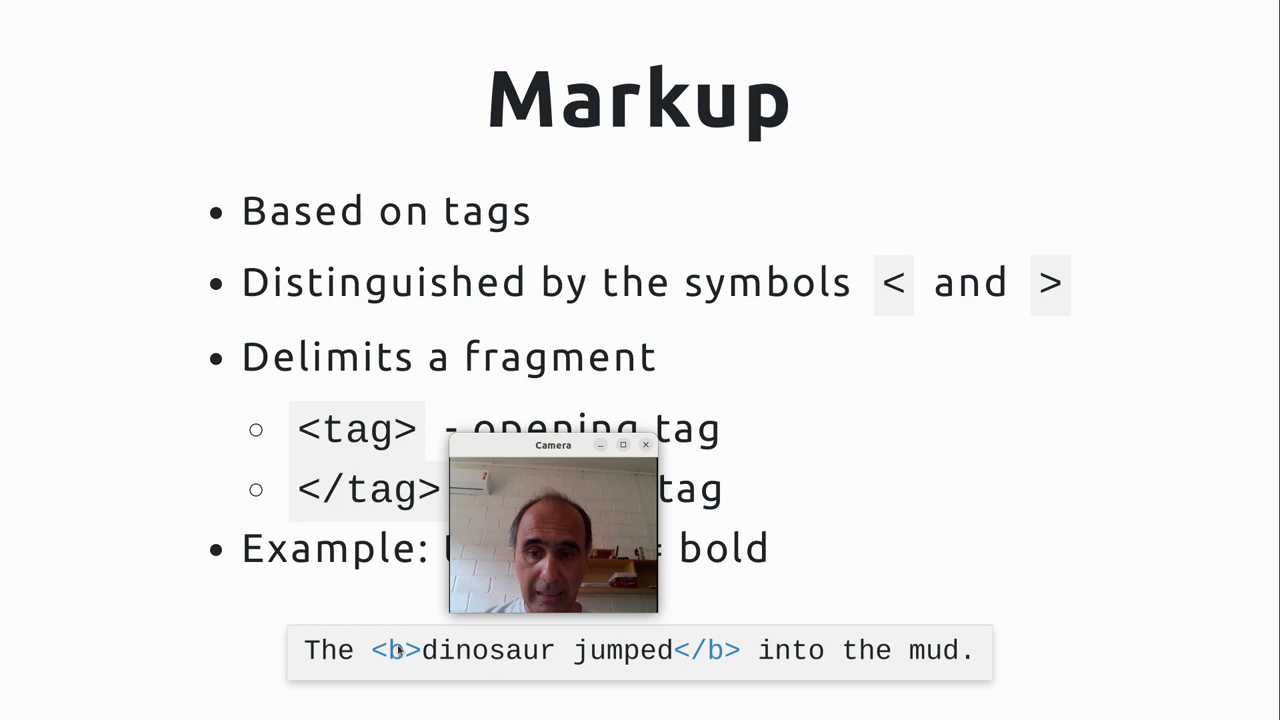 Markup
• Based on tags
• Distinguished by the symbols < and >
• Delimits a fragment
○ <tag> - opening tag
○ </tag> tag
• Example: bold
Camera
The <b>dinosaur jumped</b> into the mud.